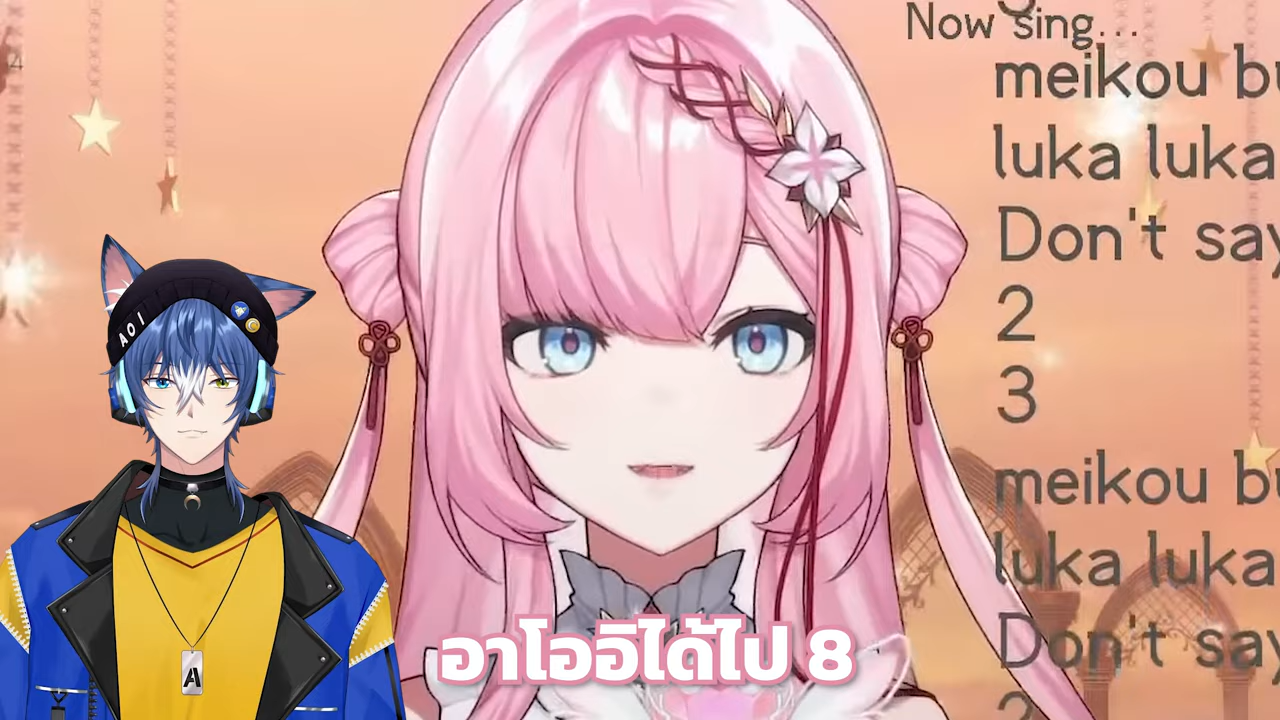 Now sing...
meikou bu
luka luka
Don't say
2
3
meikou bu
luka luka
Don't say
2
AOI
A
อาโออิได้ไป 8